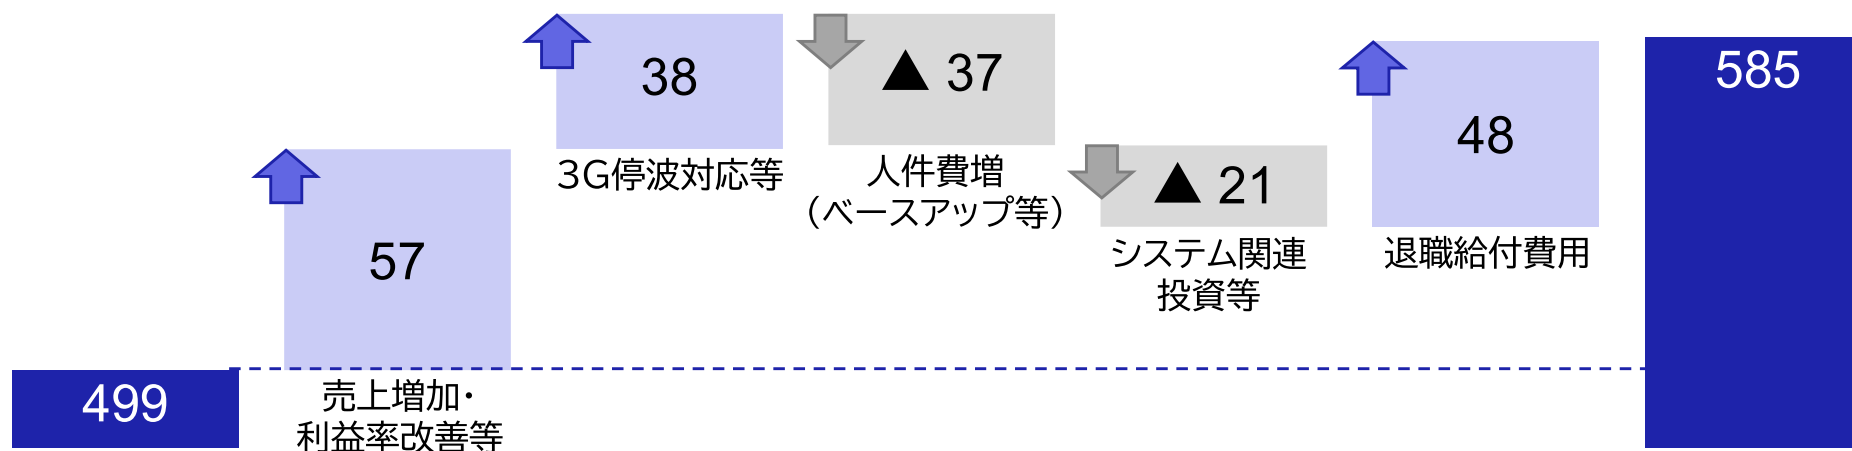 499
57
売上増加・
利益率改善等
38
3G停波対応等
▲ 37
人件費増
（ベースアップ等）
▲ 21
システム関連
投資等
48
退職給付費用
585